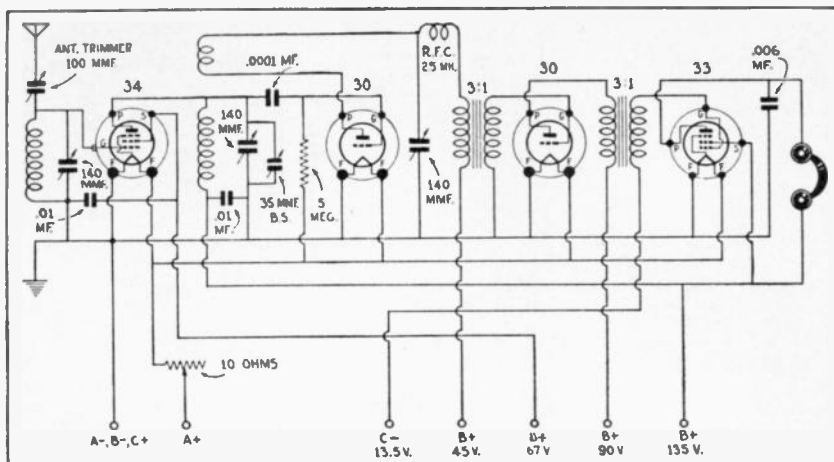 ANT. TRIMMER
100 MMF.
34
.0001 MF.
30
R.F.C.
2.5 MH.
3:1
30
3:1
33
.006
MF.
P
S
G
F
F
P
G
F
F
P
G
F
F
G
P
S
F
F
140
MMF.
.01
MF.
140
MMF.
.01
MF.
35 MMF.
B.S.
5
MEG.
140
MMF.
10 OHMS
A-, B-, C+
A+
C-
13.5 V.
B+
45 V.
67 V
B+
90 V.
B+
135 V.